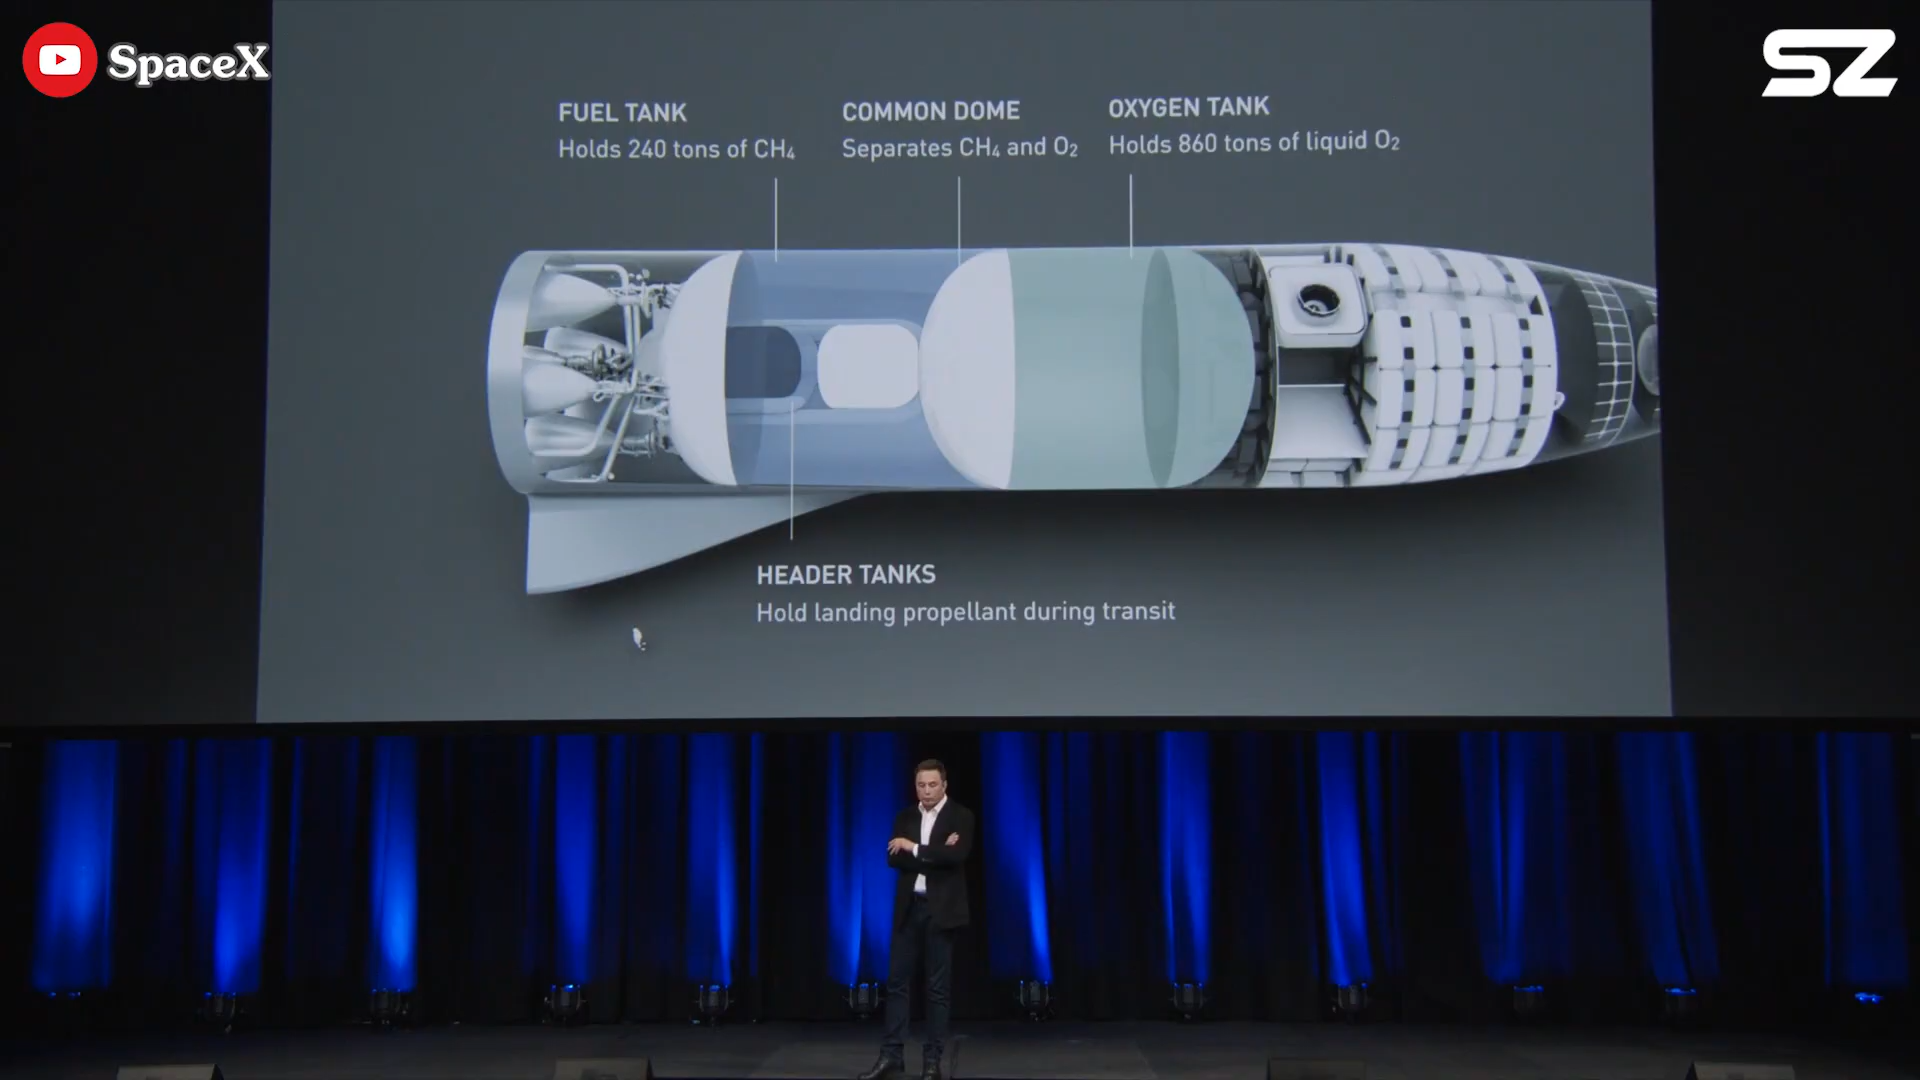 SpaceX
SZ
FUEL TANK
Holds 240 tons of CH₄
COMMON DOME
Separates CH₄ and O₂
OXYGEN TANK
Holds 860 tons of liquid O₂
HEADER TANKS
Hold landing propellant during transit